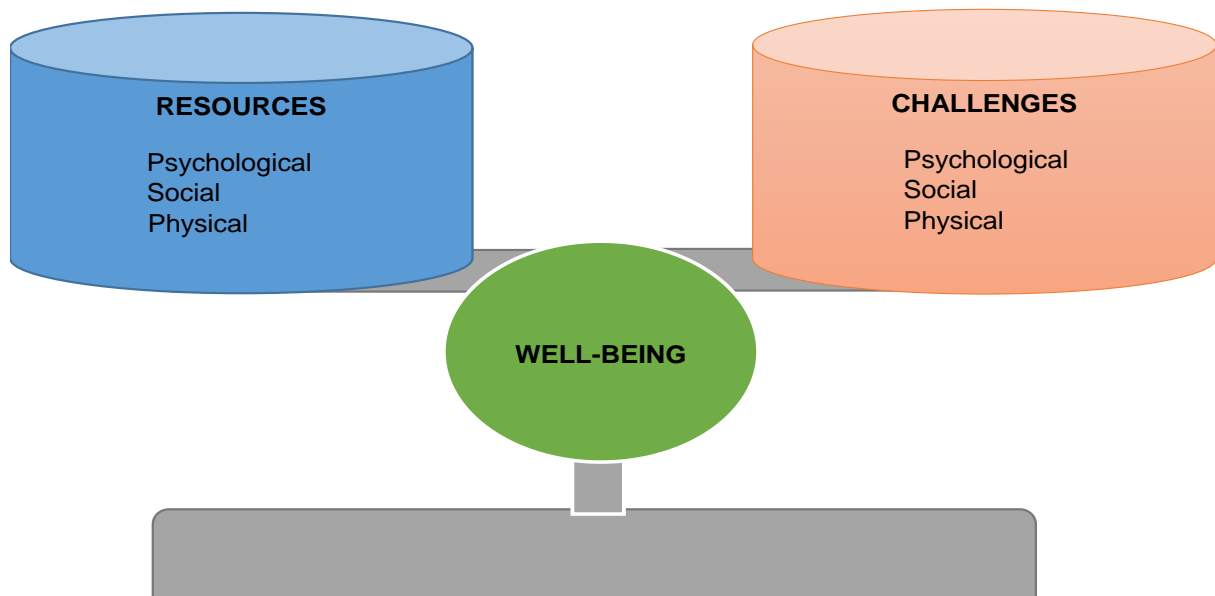 RESOURCES
Psychological
Social
Physical
CHALLENGES
Psychological
Social
Physical
WELL-BEING